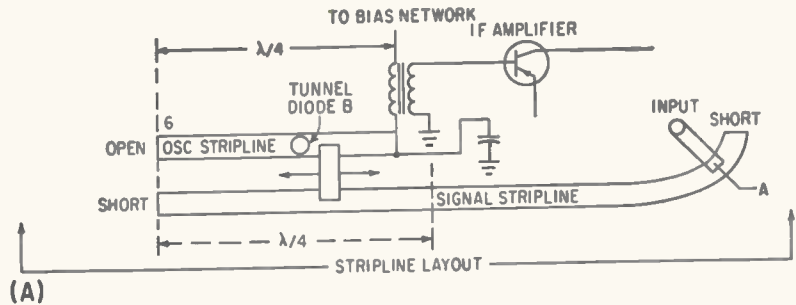 TO BIAS NETWORK
IF AMPLIFIER
λ/4
TUNNEL
DIODE B
INPUT
SHORT
6
OPEN
OSC STRIPLINE
A
SHORT
SIGNAL STRIPLINE
λ/4
STRIPLINE LAYOUT
(A)